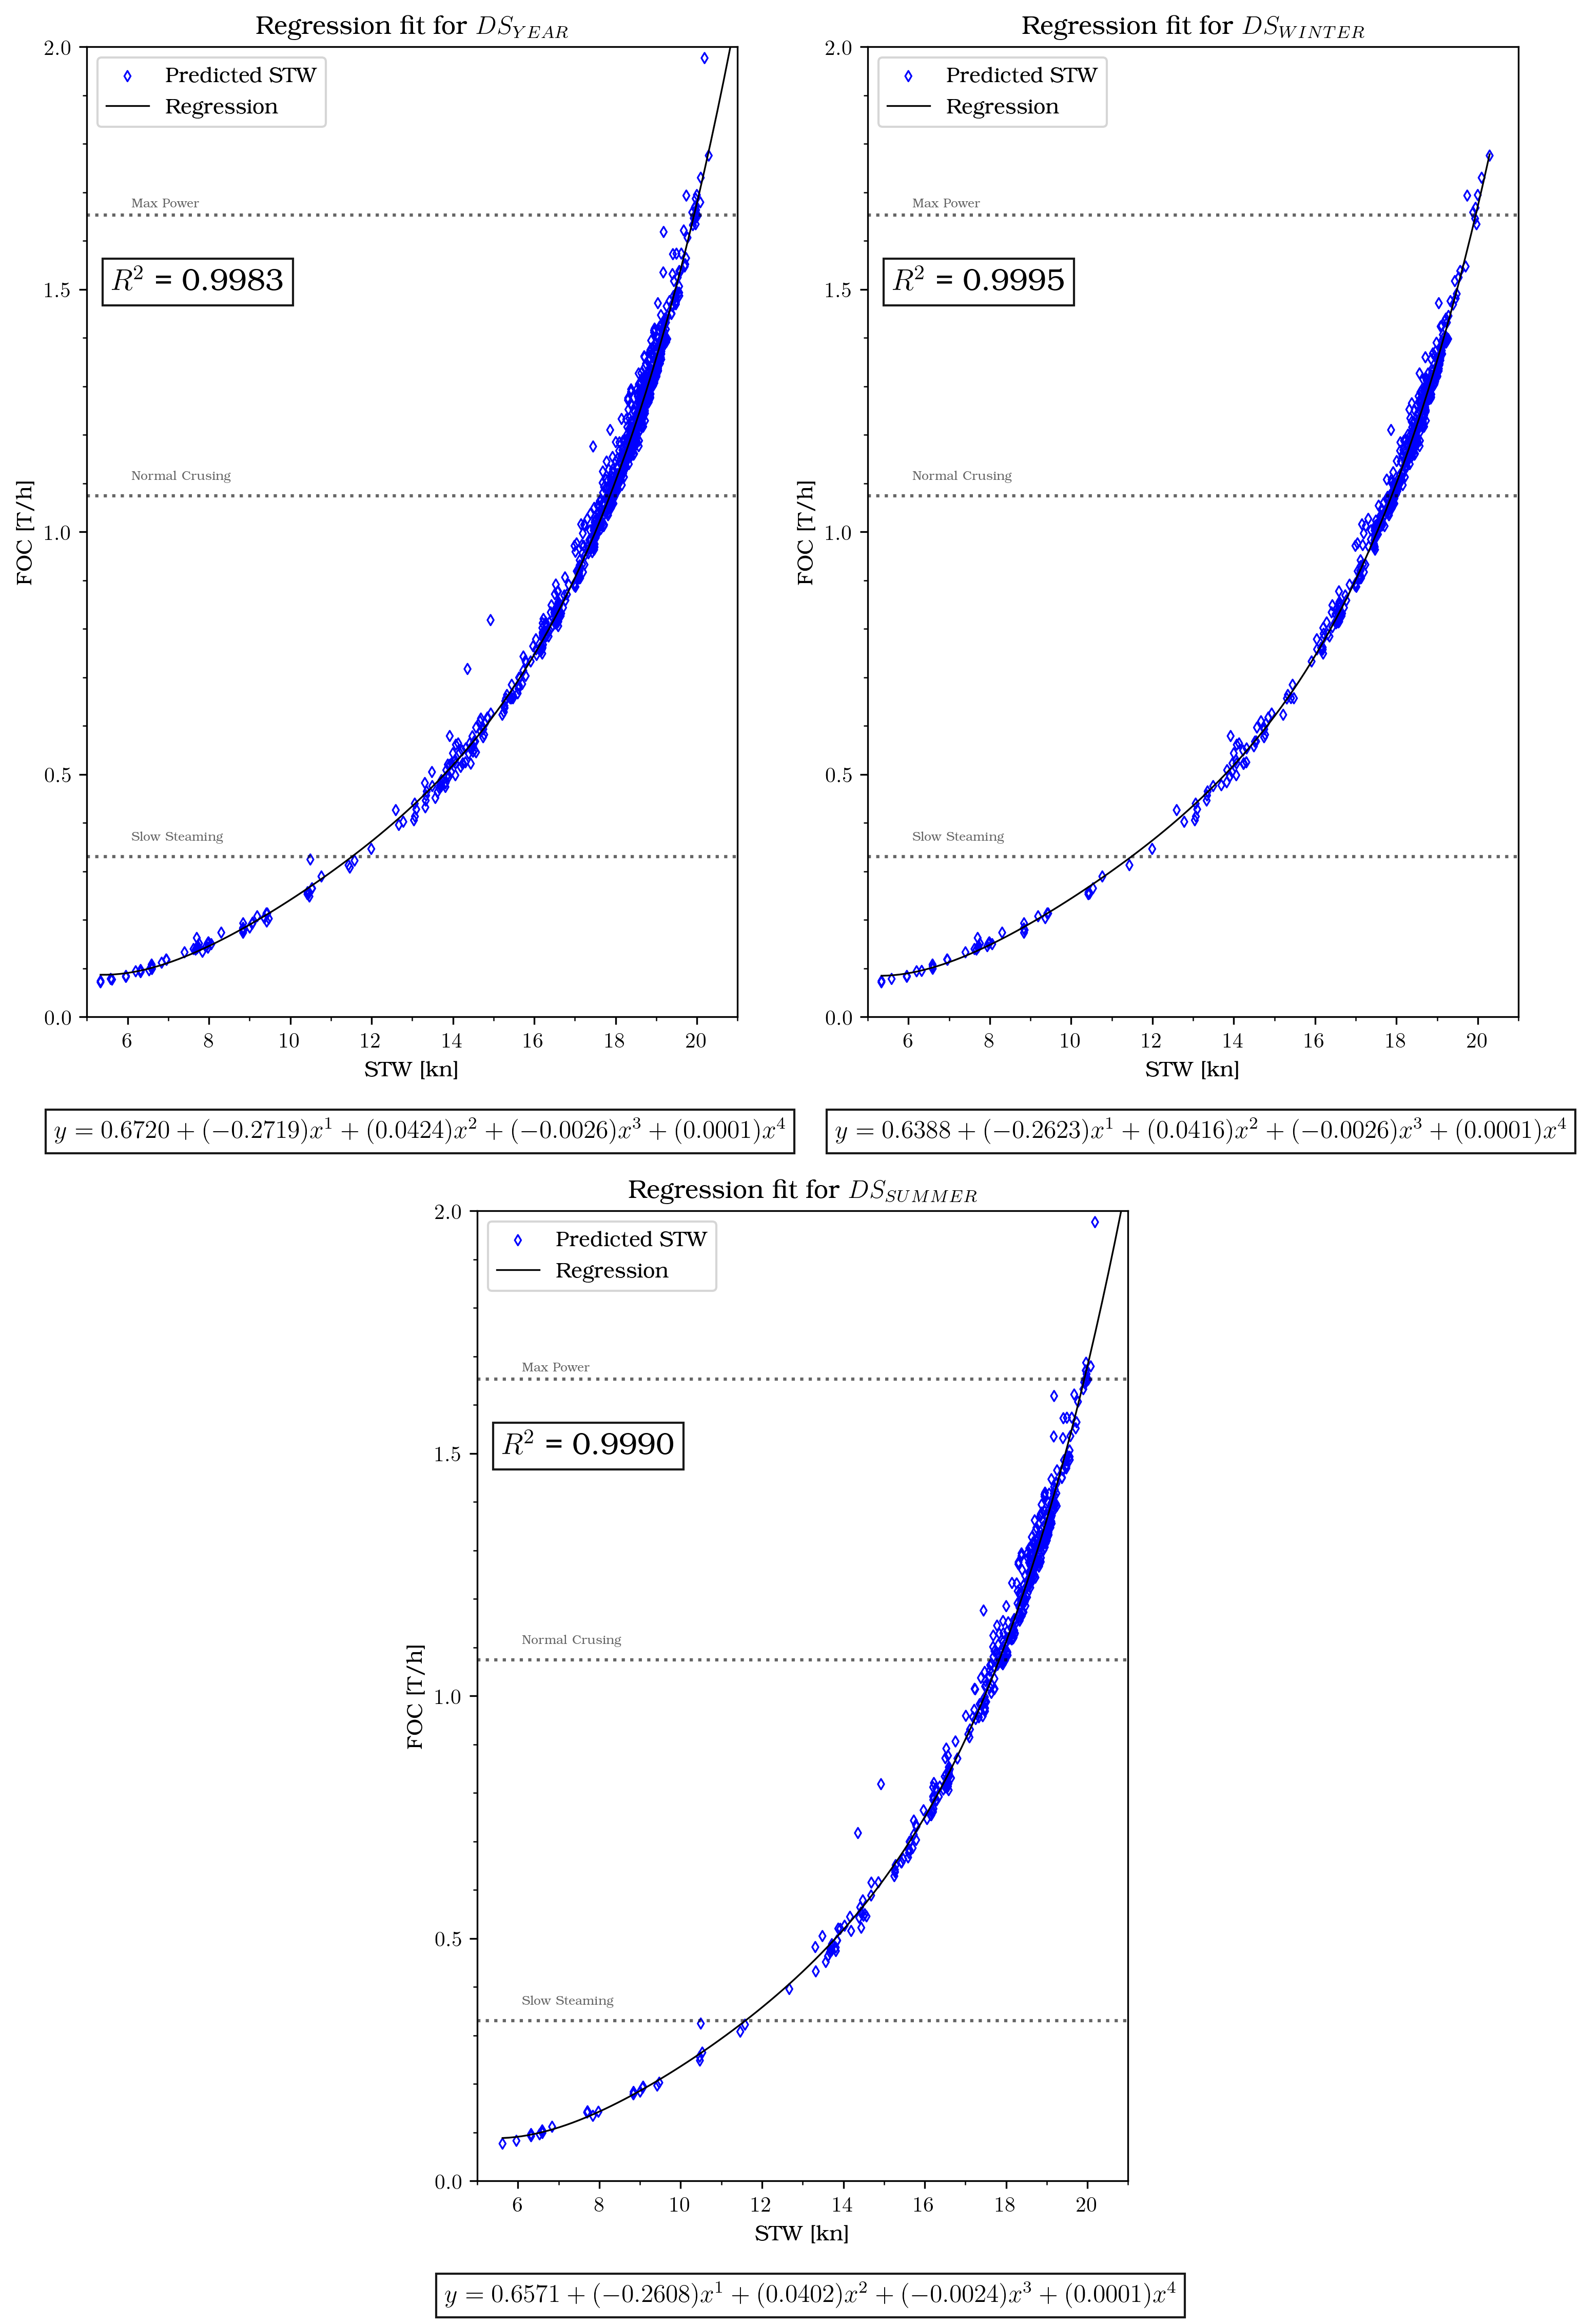 Regression fit for DS_YEAR
Predicted STW
Regression
Max Power
R² = 0.9983
Normal Crusing
Slow Steaming
FOC [T/h]
2.0
1.5
1.0
0.5
0.0
6 8 10 12 14 16 18 20
STW [kn]
y = 0.6720 + (−0.2719)x¹ + (0.0424)x² + (−0.0026)x³ + (0.0001)x⁴
Regression fit for DS_WINTER
Predicted STW
Regression
Max Power
R² = 0.9995
Normal Crusing
Slow Steaming
FOC [T/h]
2.0
1.5
1.0
0.5
0.0
6 8 10 12 14 16 18 20
STW [kn]
y = 0.6388 + (−0.2623)x¹ + (0.0416)x² + (−0.0026)x³ + (0.0001)x⁴
Regression fit for DS_SUMMER
Predicted STW
Regression
Max Power
R² = 0.9990
Normal Crusing
Slow Steaming
FOC [T/h]
2.0
1.5
1.0
0.5
0.0
6 8 10 12 14 16 18 20
STW [kn]
y = 0.6571 + (−0.2608)x¹ + (0.0402)x² + (−0.0024)x³ + (0.0001)x⁴